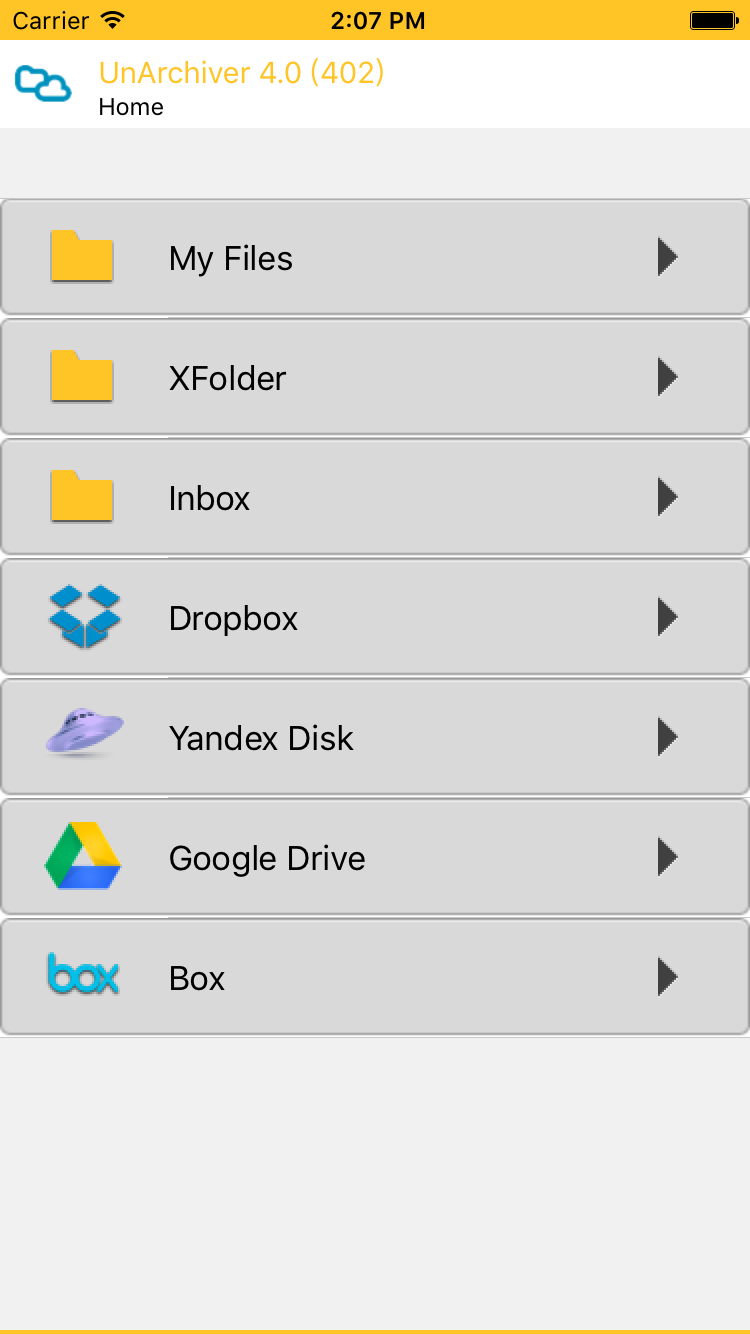 Carrier 2:07 PM
UnArchiver 4.0 (402)
Home
My Files
XFolder
Inbox
Dropbox
Yandex Disk
Google Drive
box Box